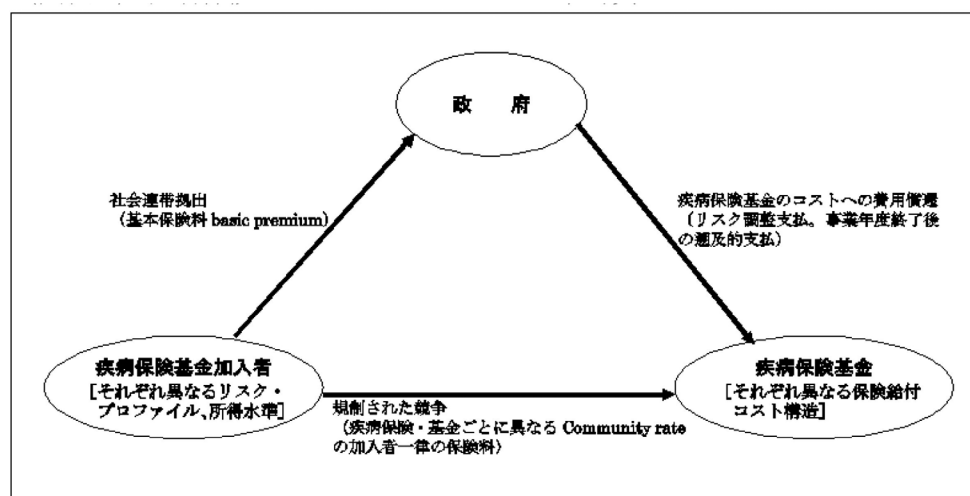 政　　府
社会連帯拠出
（基本保険料 basic premium）
疾病保険基金のコストへの費用償還
（リスク調整支払。事業年度終了後
の遡及的支払）
疾病保険基金加入者
［それぞれ異なるリスク・
プロファイル、所得水準］
疾病保険基金
［それぞれ異なる保険給付
コスト構造］
規制された競争
（疾病保険・基金ごとに異なる Community rate
の加入者一律の保険料）